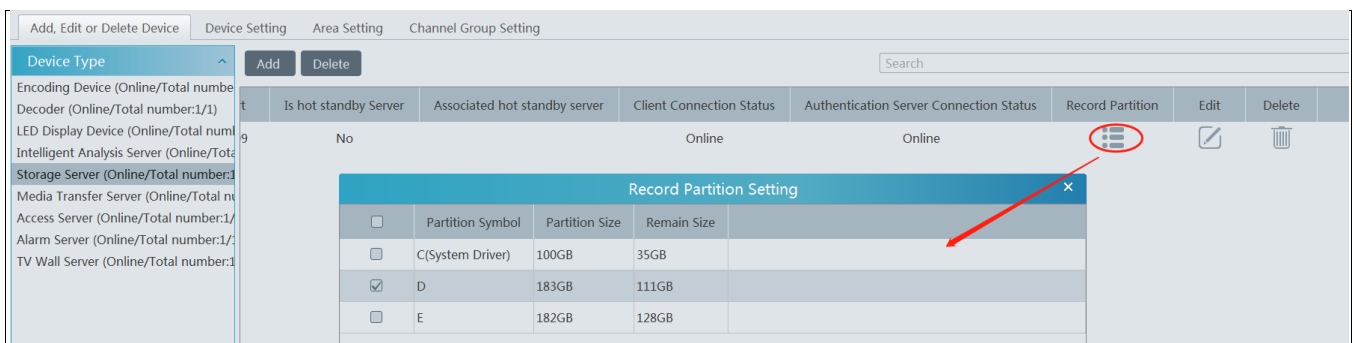 Add, Edit or Delete Device Device Setting Area Setting Channel Group Setting
Device Type Add Delete Search
Encoding Device (Online/Total numbe
Decoder (Online/Total number:1/1)
LED Display Device (Online/Total num
Intelligent Analysis Server (Online/Tota
Storage Server (Online/Total number:1
Media Transfer Server (Online/Total nu
Access Server (Online/Total number:1/
Alarm Server (Online/Total number:1/1
TV Wall Server (Online/Total number:1
t Is hot standby Server Associated hot standby server Client Connection Status Authentication Server Connection Status Record Partition Edit Delete
9 No Online Online
Record Partition Setting ×
Partition Symbol Partition Size Remain Size
C(System Driver) 100GB 35GB
D 183GB 111GB
E 182GB 128GB